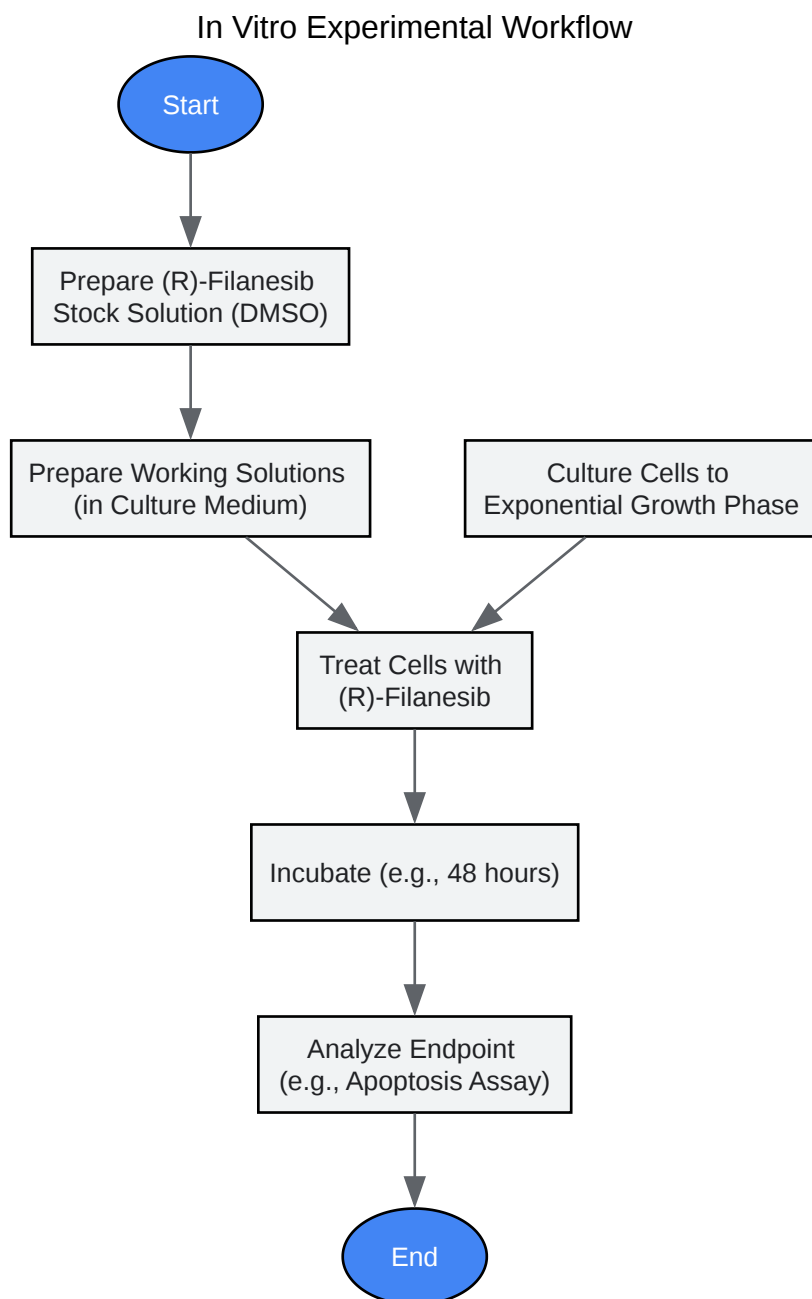 In Vitro Experimental Workflow
Start
Prepare (R)-Filanesib
Stock Solution (DMSO)
Prepare Working Solutions
(in Culture Medium)
Culture Cells to
Exponential Growth Phase
Treat Cells with
(R)-Filanesib
Incubate (e.g., 48 hours)
Analyze Endpoint
(e.g., Apoptosis Assay)
End